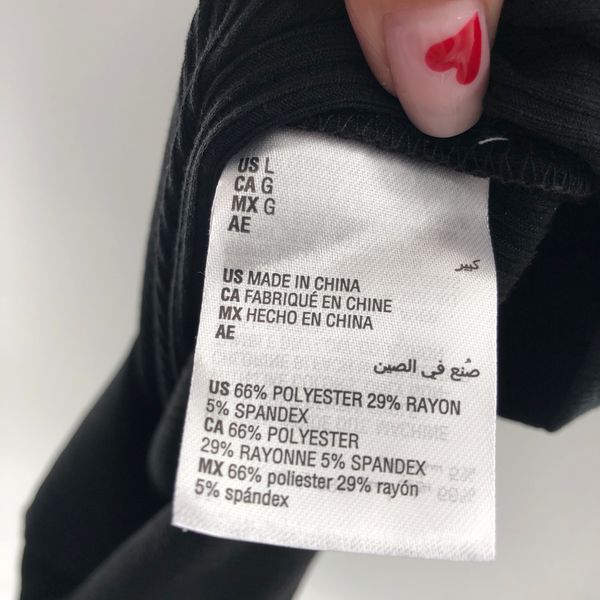 US L
CA G
MX G
AE
كبير
US MADE IN CHINA
CA FABRIQUÉ EN CHINE
MX HECHO EN CHINA
AE
صُنع في الصين
US 66% POLYESTER 29% RAYON
5% SPANDEX
CA 66% POLYESTER
29% RAYONNE 5% SPANDEX
MX 66% poliester 29% rayón
5% spándex